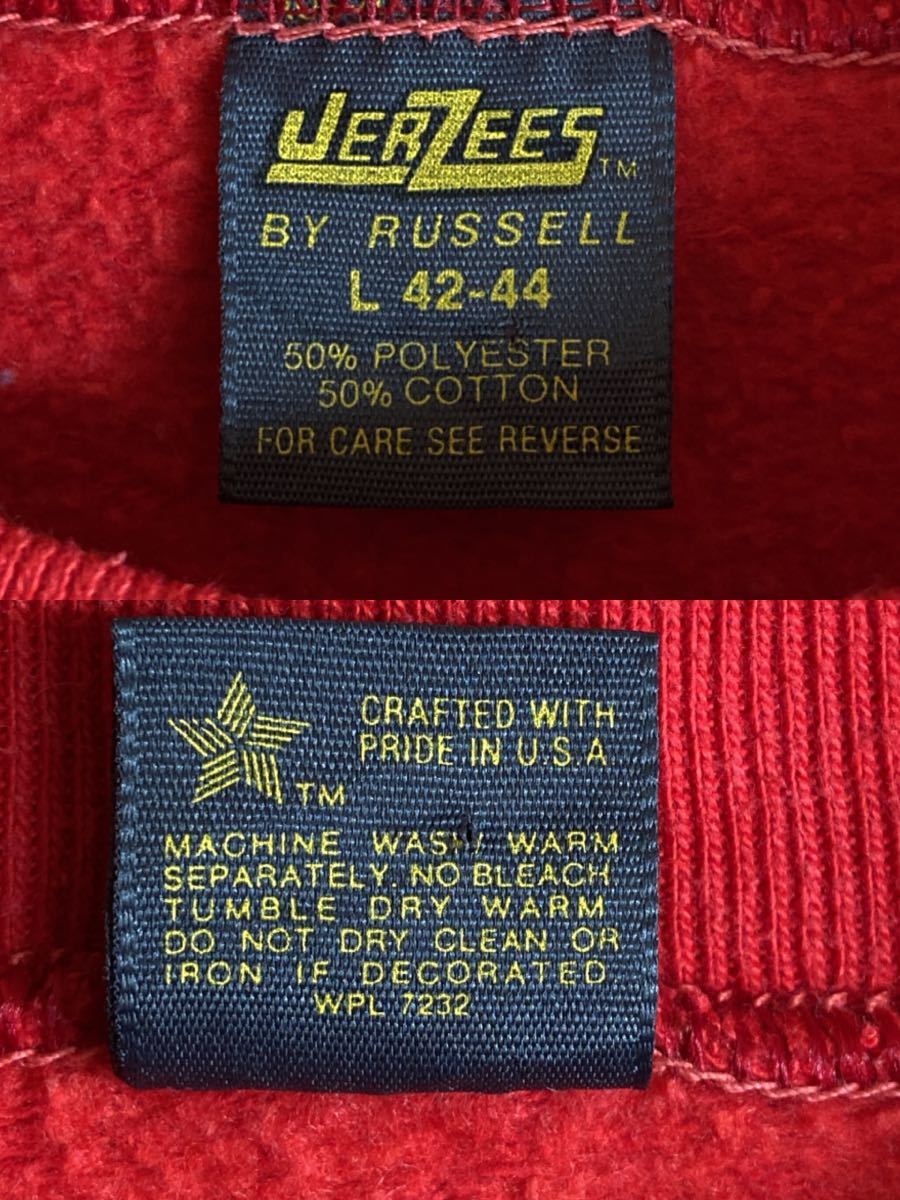 JERZEES TM
BY RUSSELL
L 42-44
50% POLYESTER
50% COTTON
FOR CARE SEE REVERSE
CRAFTED WITH
PRIDE IN U.S.A
TM
MACHINE WASH WARM
SEPARATELY. NO BLEACH
TUMBLE DRY WARM
DO NOT DRY CLEAN OR
IRON IF DECORATED
WPL 7232